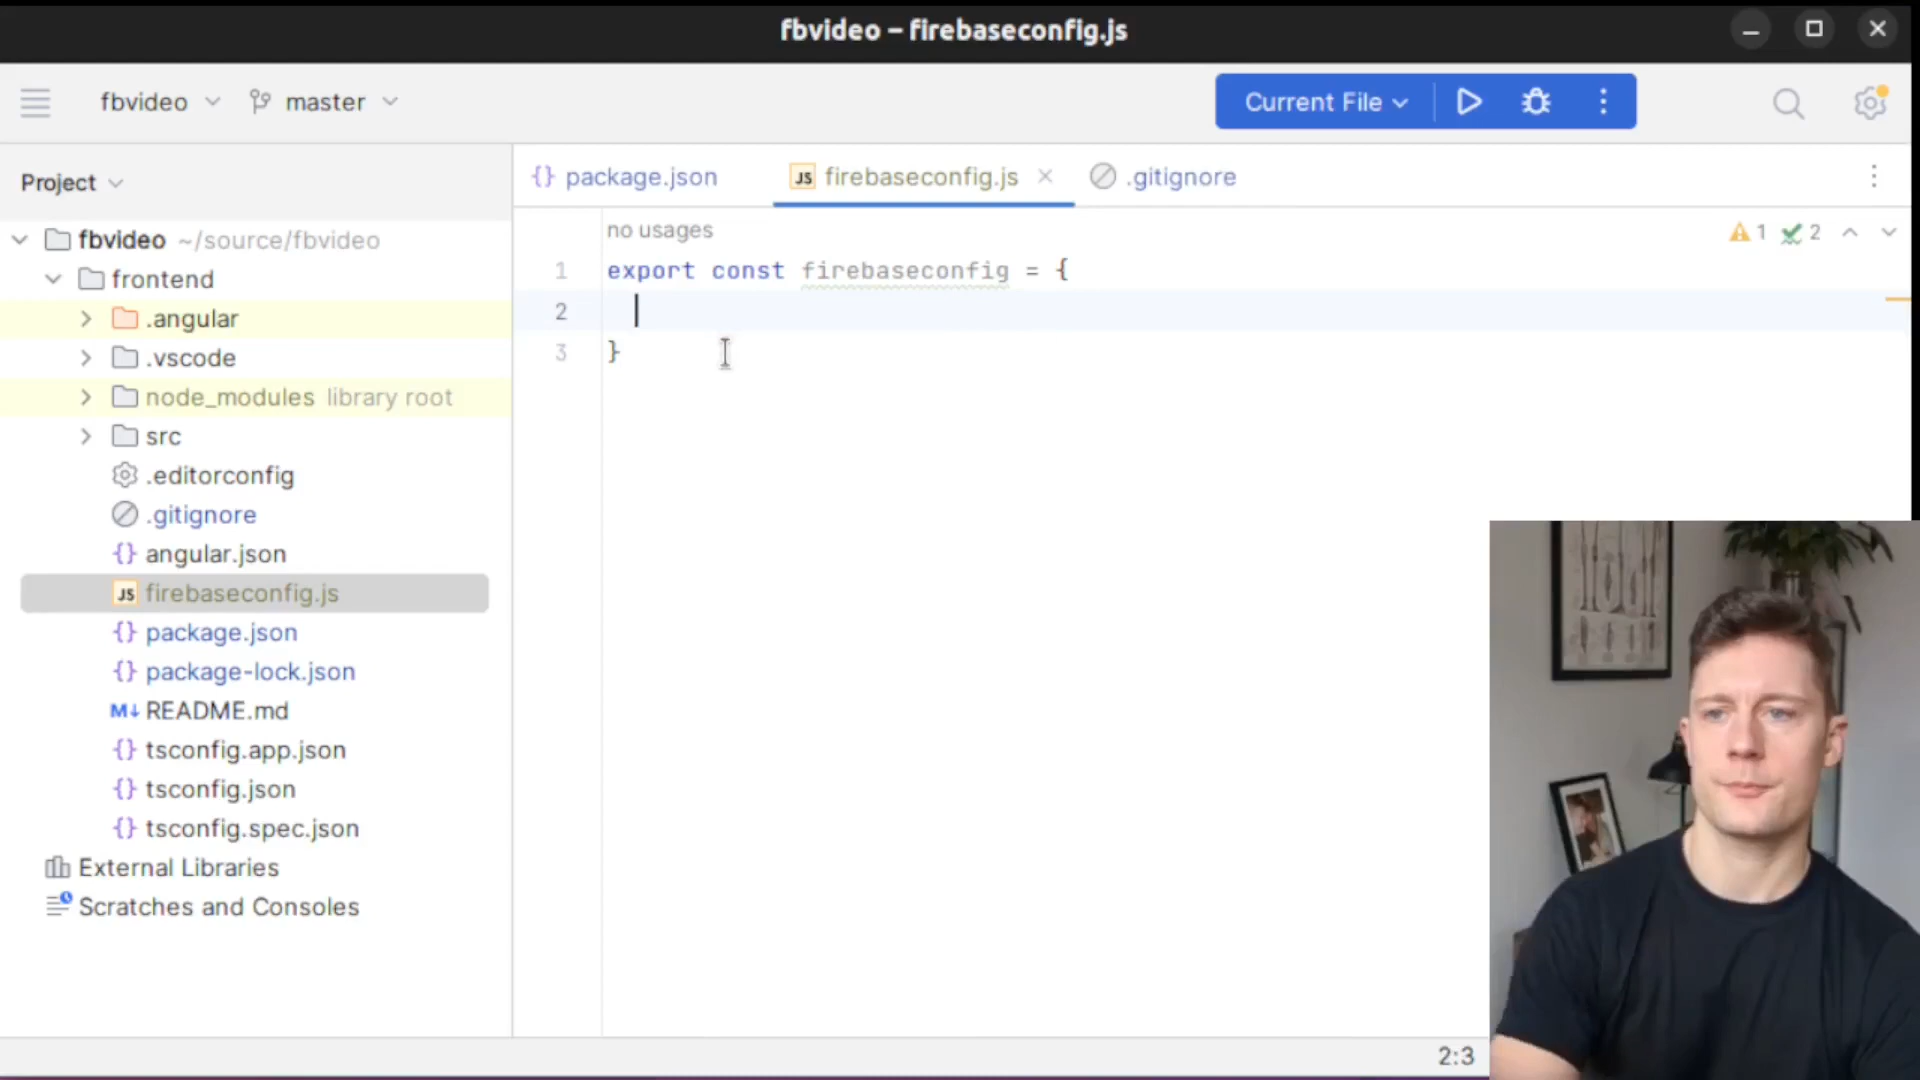 fbvideo – firebaseconfig.js
fbvideo
master
Current File
Project
package.json
firebaseconfig.js
.gitignore
fbvideo ~/source/fbvideo
frontend
.angular
.vscode
node_modules library root
src
.editorconfig
.gitignore
angular.json
firebaseconfig.js
package.json
package-lock.json
README.md
tsconfig.app.json
tsconfig.json
tsconfig.spec.json
External Libraries
Scratches and Consoles
no usages
1 2
1 export const firebaseconfig = {
2
3 }
2:3